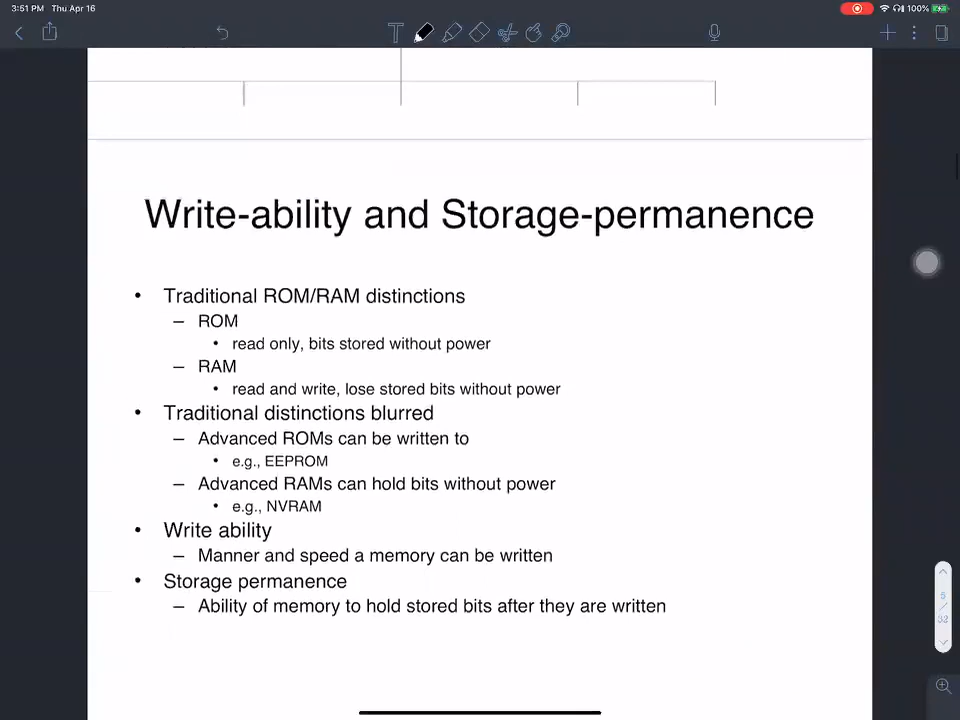 3:51 PM Thu Apr 16
100%
T
Write-ability and Storage-permanence
• Traditional ROM/RAM distinctions
– ROM
• read only, bits stored without power
– RAM
• read and write, lose stored bits without power
• Traditional distinctions blurred
– Advanced ROMs can be written to
• e.g., EEPROM
– Advanced RAMs can hold bits without power
• e.g., NVRAM
• Write ability
– Manner and speed a memory can be written
• Storage permanence
– Ability of memory to hold stored bits after they are written
5
/
32